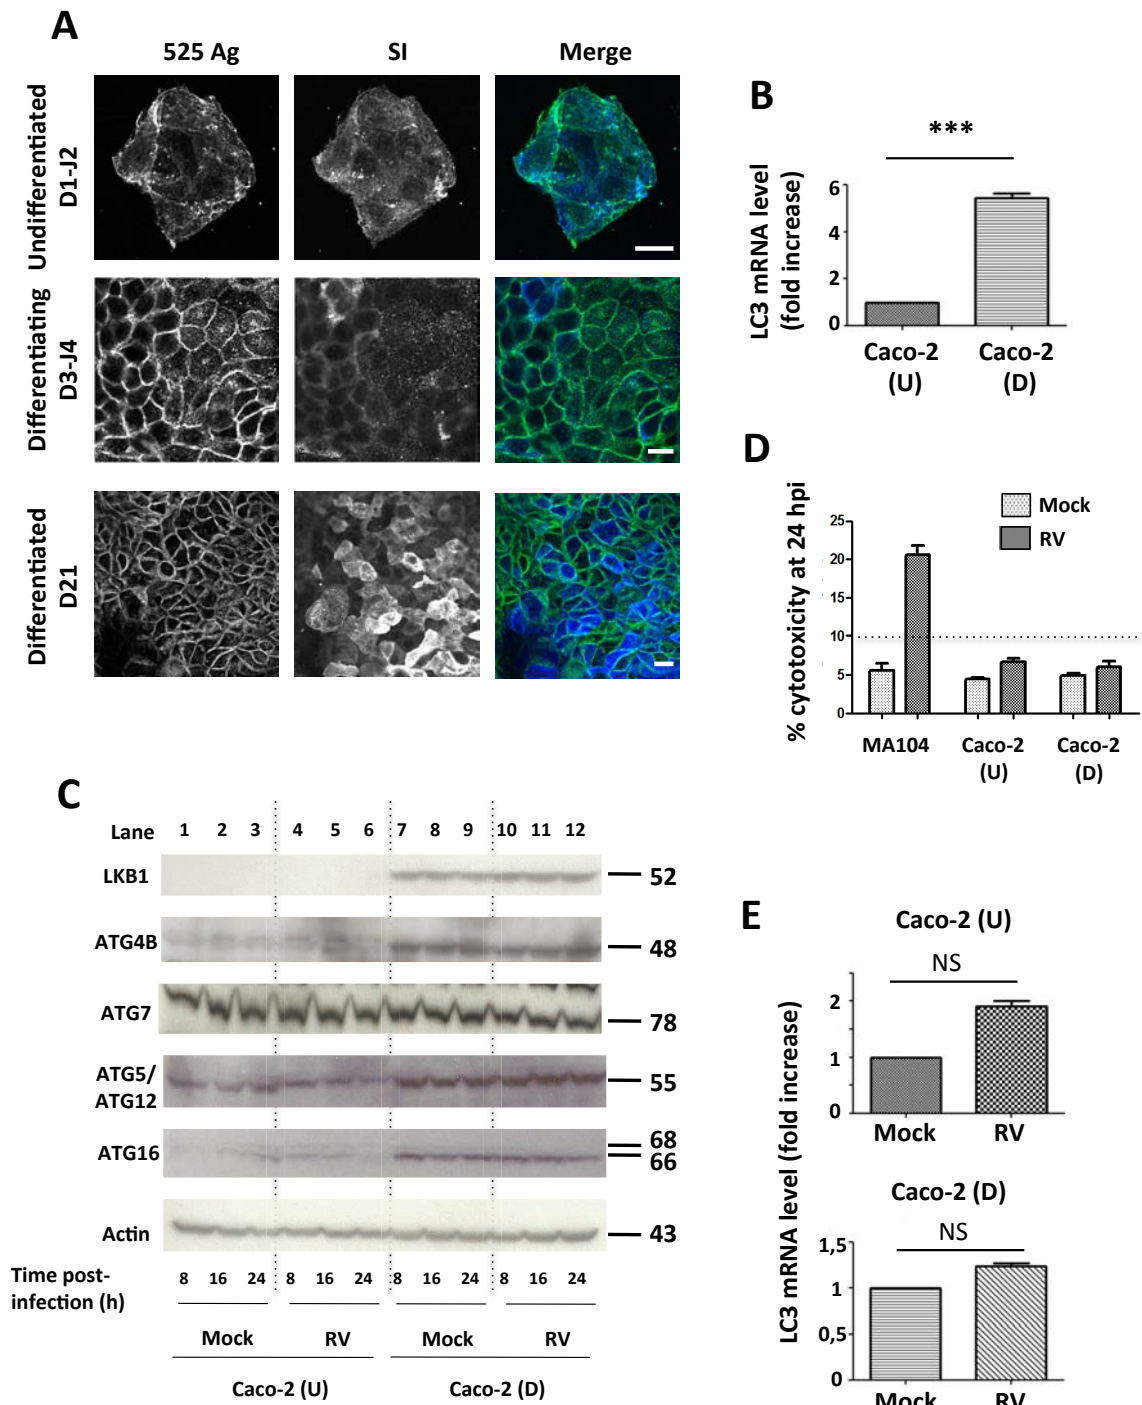 A
525 Ag SI Merge
Undifferentiated
D1-J2
Differentiating
D3-J4
Differentiated
D21
B
***
LC3 mRNA level
(fold increase)
6
4
2
0
Caco-2 Caco-2
(U) (D)
D
% cytotoxicity at 24 hpi
Mock
RV
25
20
15
10
5
0
MA104 Caco-2 Caco-2
(U) (D)
C
Lane 1 2 3 4 5 6 7 8 9 10 11 12
LKB1 52
ATG4B 48
ATG7 78
ATG5/
ATG12
55
ATG16
68
66
Actin 43
Time post-
infection (h)
8 16 24 8 16 24 8 16 24 8 16 24
Mock RV Mock RV
Caco-2 (U) Caco-2 (D)
E
LC3 mRNA level (fold increase)
Caco-2 (U)
NS
2
1
0
Mock RV
Caco-2 (D)
NS
1,5
1
0,5
0
Mock RV